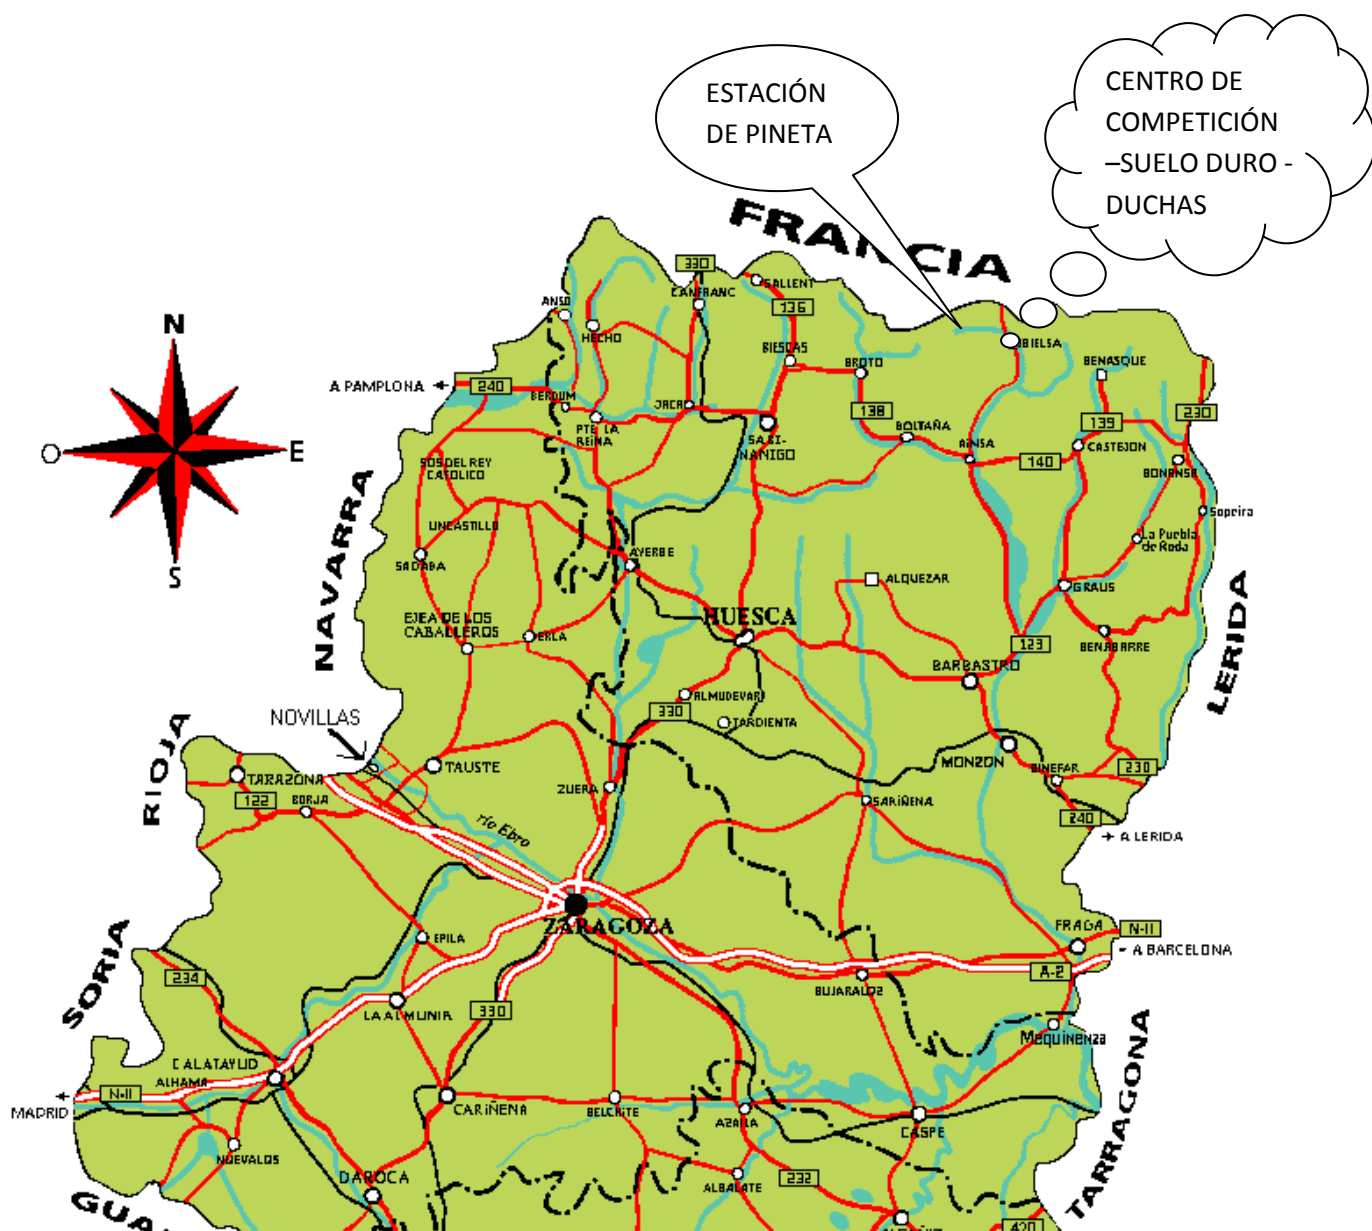 CENTRO DE
COMPETICIÓN
–SUELO DURO -
DUCHAS
ESTACIÓN
DE PINETA
FRANCIA
330
SALLENT
CANFRANC
136
ANSO
HECHO
BIELSA
BIESCAS
BROTO
BENASQUE
N
A PAMPLONA
240
BERDUM
JACA
138
139
230
PTE LA
REINA
SABI-
NANIGO
BOLTAÑA
AINSA
CASTEJON
E
S
140
BONANSA
SOS DEL REY
CATOLICO
Sopeira
UNCASTILLO
La Puebla
de Roda
NAVARRA
SADABA
AYERBE
ALQUEZAR
GRAUS
EJEA DE LOS
CABALLEROS
ERLA
HUESCA
123
BENABARRE
LERIDA
BARBASTRO
ALMUDEVAR
330
TARDIENTA
NOVILLAS
RIOJA
TAUSTE
MONZON
BINEFAR
230
TARAZONA
122
BORJA
ZUERA
SARIÑENA
240
A LERIDA
río Ebro
ZARAGOZA
FRAGA
N-II
A BARCELONA
EPILA
A-2
SORIA
234
BUJARALOZ
LA ALMUNIA
330
Mequinenza
CALATAYUD
ALHAMA
N-II
MADRID
CARIÑENA
BELCHITE
AZAILA
CASPE
TARRAGONA
NUEVALOS
DAROCA
ALBALATE
232
GUA
420